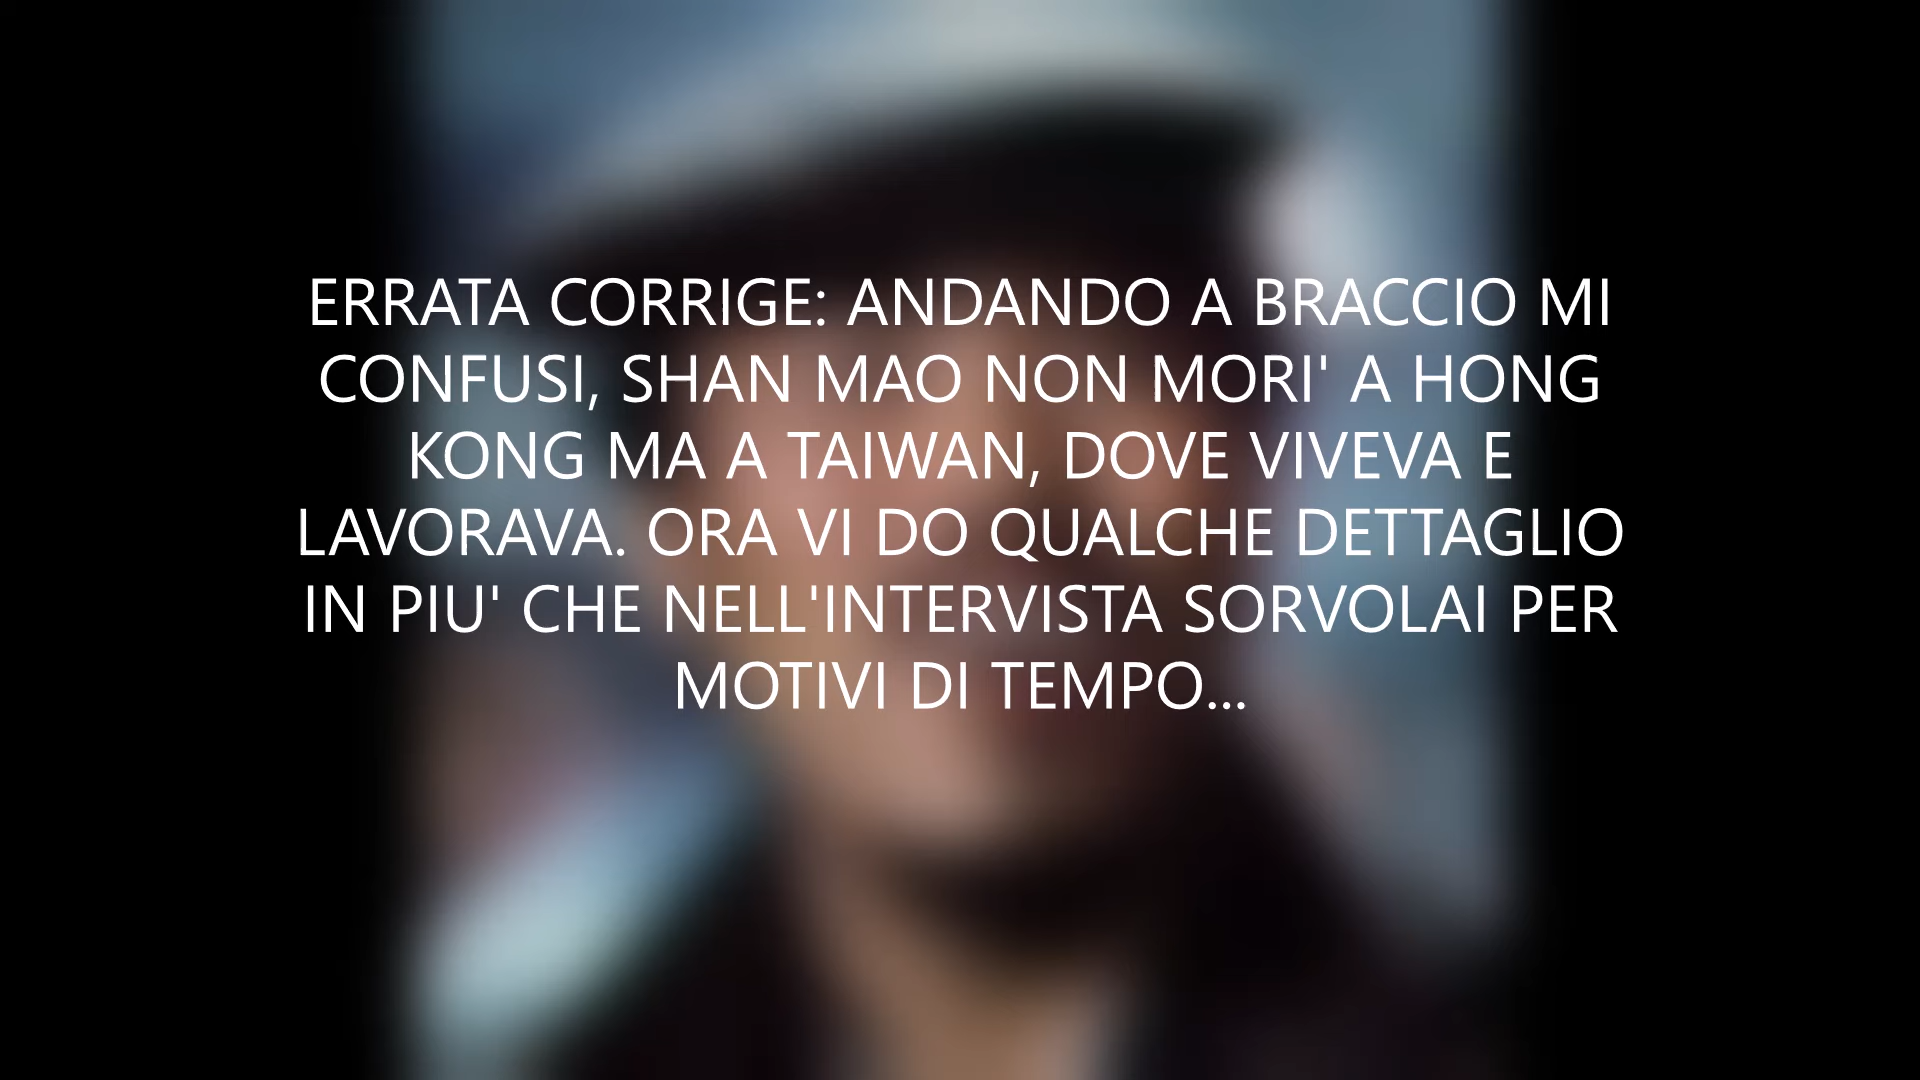 ERRATA CORRIGE: ANDANDO A BRACCIO MI
CONFUSI, SHAN MAO NON MORI' A HONG
KONG MA A TAIWAN, DOVE VIVEVA E
LAVORAVA. ORA VI DO QUALCHE DETTAGLIO
IN PIU' CHE NELL'INTERVISTA SORVOLAI PER
MOTIVI DI TEMPO...